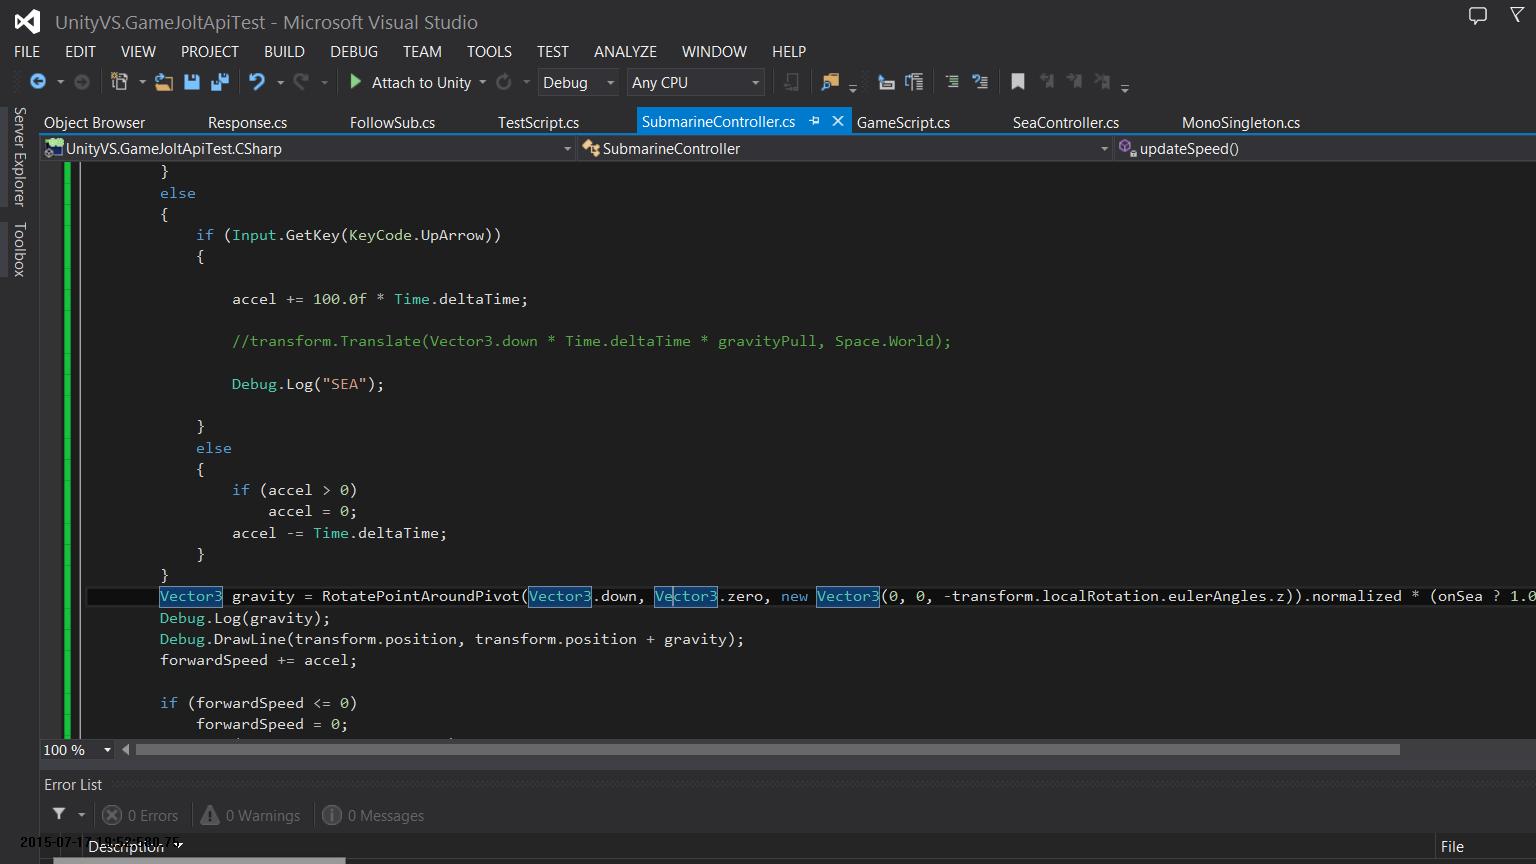 UnityVS.GameJoltApiTest - Microsoft Visual Studio
FILE EDIT VIEW PROJECT BUILD DEBUG TEAM TOOLS TEST ANALYZE WINDOW HELP
Attach to Unity Debug Any CPU
Server Explorer
Toolbox
Object Browser Response.cs FollowSub.cs TestScript.cs SubmarineController.cs GameScript.cs SeaController.cs MonoSingleton.cs
UnityVS.GameJoltApiTest.CSharp SubmarineController updateSpeed()
}
else
{
if (Input.GetKey(KeyCode.UpArrow))
{
accel += 100.0f * Time.deltaTime;
//transform.Translate(Vector3.down * Time.deltaTime * gravityPull, Space.World);
Debug.Log("SEA");
}
else
{
if (accel > 0)
accel = 0;
accel -= Time.deltaTime;
}
}
Vector3 gravity = RotatePointAroundPivot(Vector3.down, Vector3.zero, new Vector3(0, 0, -transform.localRotation.eulerAngles.z)).normalized * (onSea ? 1.0
Debug.Log(gravity);
Debug.DrawLine(transform.position, transform.position + gravity);
forwardSpeed += accel;
if (forwardSpeed <= 0)
forwardSpeed = 0;
100 %
Error List
0 Errors 0 Warnings 0 Messages
Description File